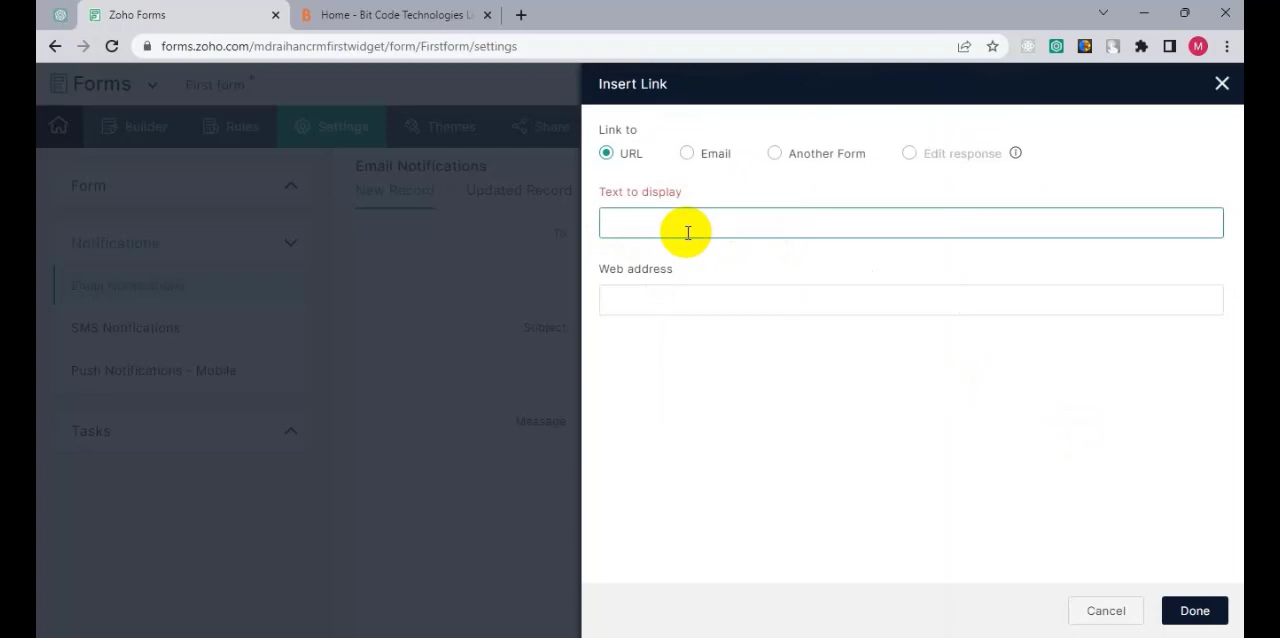 Zoho Forms
Home - Bit Code Technologies L
forms.zoho.com/mdraihancrmfirstwidget/form/Firstform/settings
M
Forms
First form *
Insert Link
Builder
Rules
Settings
Themes
Share
Link to
URL
Email
Another Form
Edit response
Form
Email Notifications
New Record
Updated Record
Text to display
Notifications
To
Web address
Email Notifications
SMS Notifications
Subject
Push Notifications - Mobile
Message
Tasks
Cancel
Done